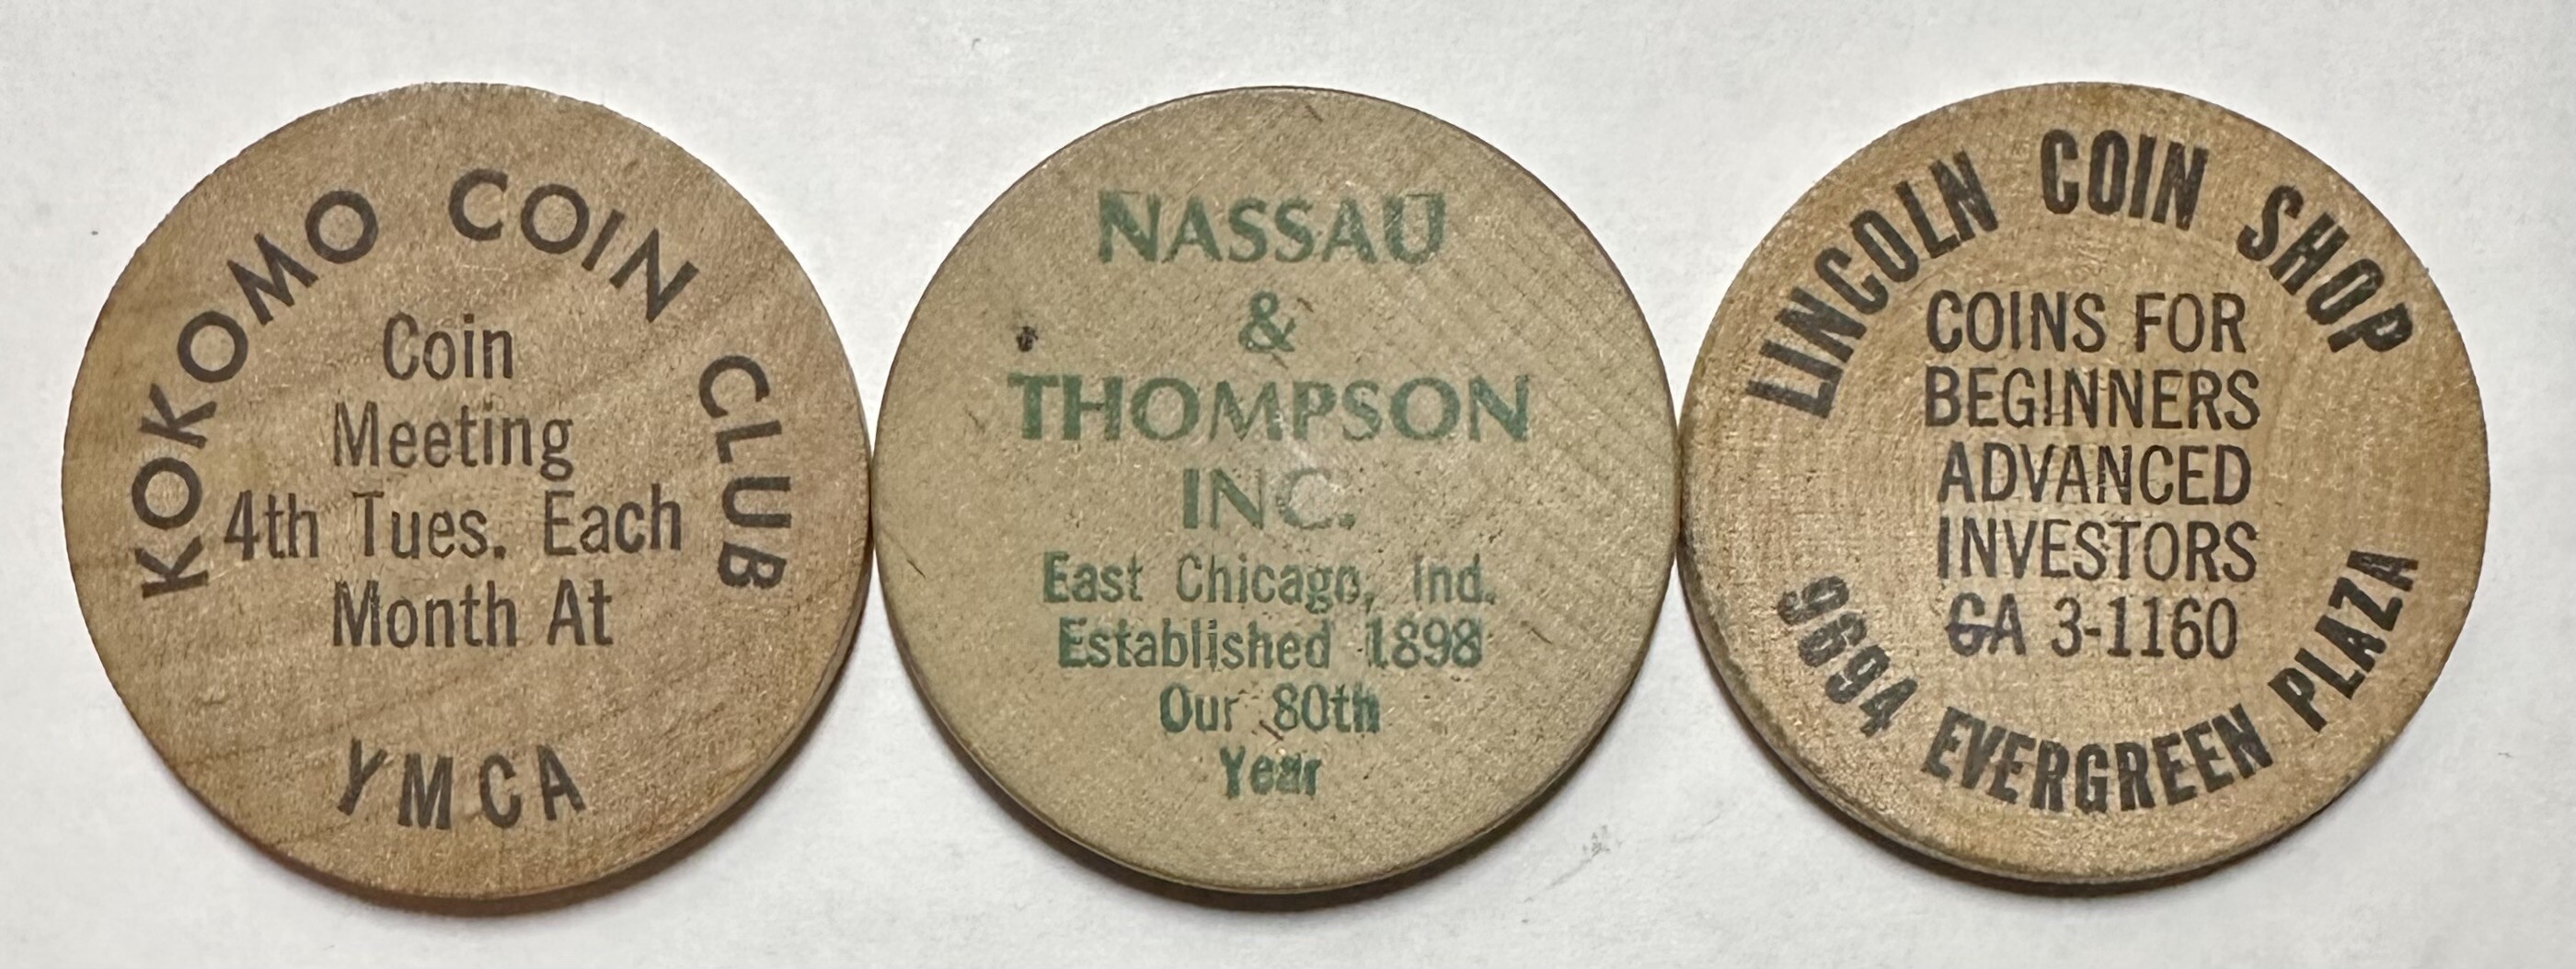 KOKOMO COIN CLUB
Coin
Meeting
4th Tues. Each
Month At
YMCA
NASSAU
&
THOMPSON
INC.
East Chicago, Ind.
Established 1898
Our 80th
Year
LINCOLN COIN SHOP
COINS FOR
BEGINNERS
ADVANCED
INVESTORS
GA 3-1160
9694 EVERGREEN PLAZA